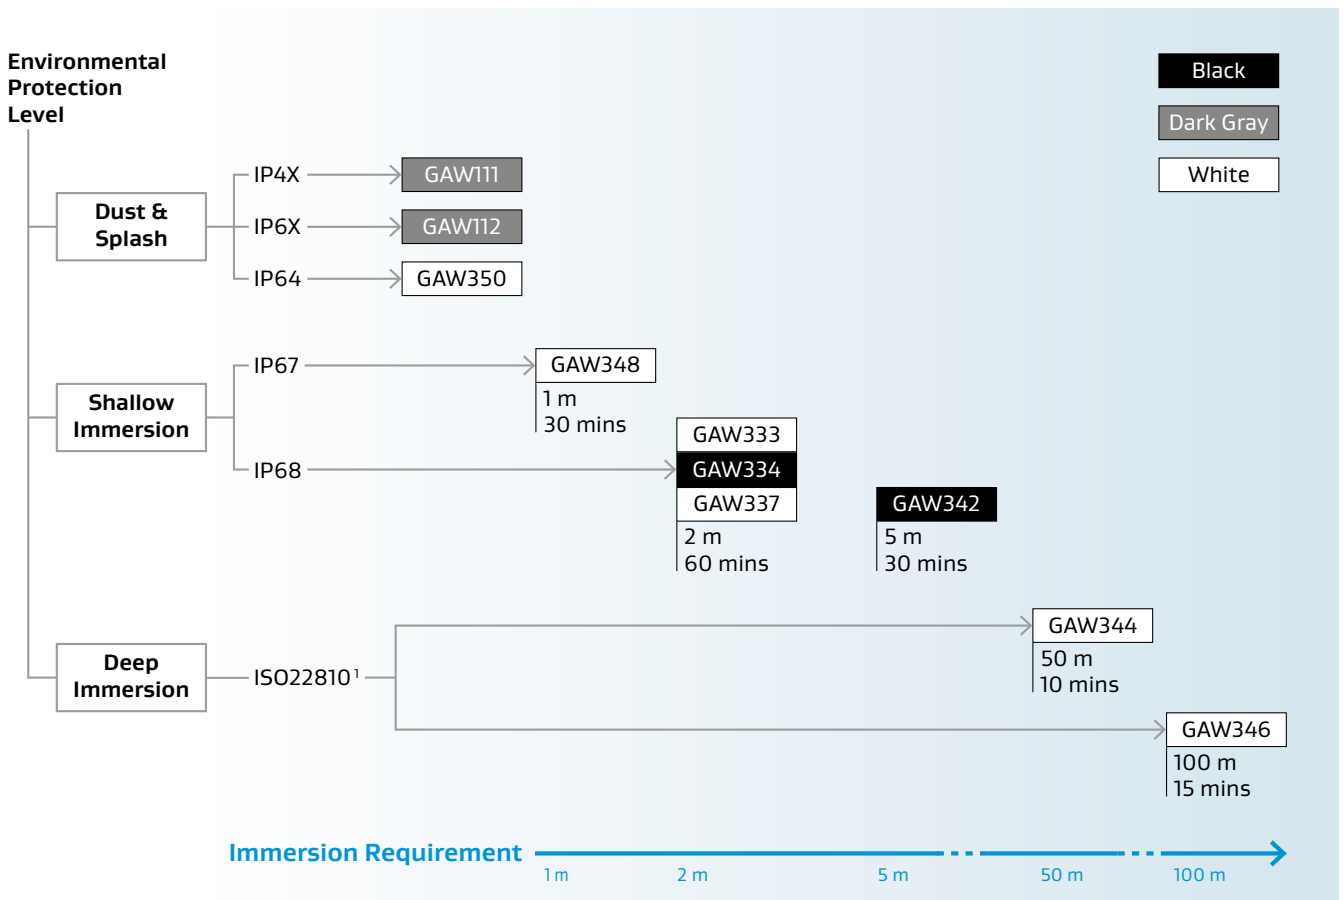 Environmental
Protection
Level
Black
Dark Gray
White
Dust &
Splash
IP4X
GAW111
IP6X
GAW112
IP64
GAW350
Shallow
Immersion
IP67
GAW348
1 m
30 mins
IP68
GAW333
GAW334
GAW337
2 m
60 mins
GAW342
5 m
30 mins
Deep
Immersion
ISO22810¹
GAW344
50 m
10 mins
GAW346
100 m
15 mins
Immersion Requirement
1 m 2 m 5 m 50 m 100 m